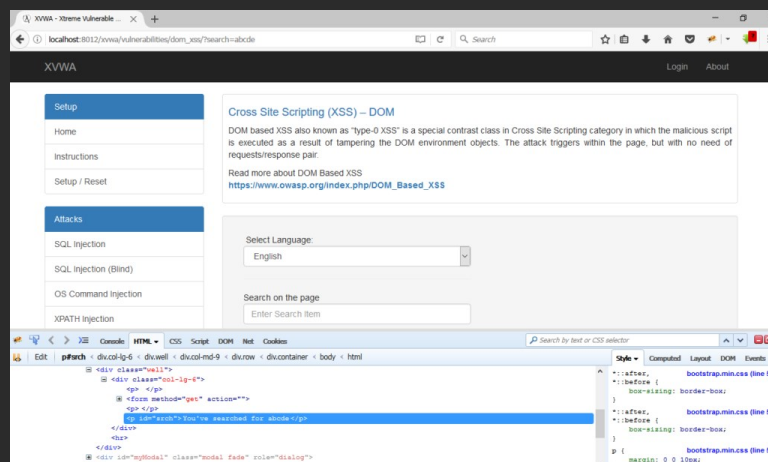 XVWA - Xtreme Vulnerable ...
localhost:8012/xvwa/vulnerabilities/dom_xss/?search=abcde
Search
XVWA
Login
About
Setup
Home
Instructions
Setup / Reset
Attacks
SQL Injection
SQL Injection (Blind)
OS Command Injection
XPATH Injection
Cross Site Scripting (XSS) – DOM
DOM based XSS also known as "type-0 XSS" is a special contrast class in Cross Site Scripting category in which the malicious script
is executed as a result of tampering the DOM environment objects. The attack triggers within the page, but with no need of
requests/response pair.
Read more about DOM Based XSS
https://www.owasp.org/index.php/DOM_Based_XSS
Select Language:
English
Search on the page
Enter Search Item
Console HTML CSS Script DOM Net Cookies
Search by text or CSS selector
Edit p#srch < div.col-lg-6 < div.well < div.col-md-9 < div.row < div.container < body < html
Style Computed Layout DOM Events
<div class="well">
<div class="col-lg-6">
<p> </p>
<form method="get" action="">
<p> </p>
<p id="srch">You've searched for abcde</p>
</div>
<hr>
</div>
<div id="myModal" class="modal fade" role="dialog">
*::after, bootstrap.min.css (line
*::before {
box-sizing: border-box;
}
*::after, bootstrap.min.css (line
*::before {
box-sizing: border-box;
}
p { bootstrap.min.css (line
margin: 0 0 10px;